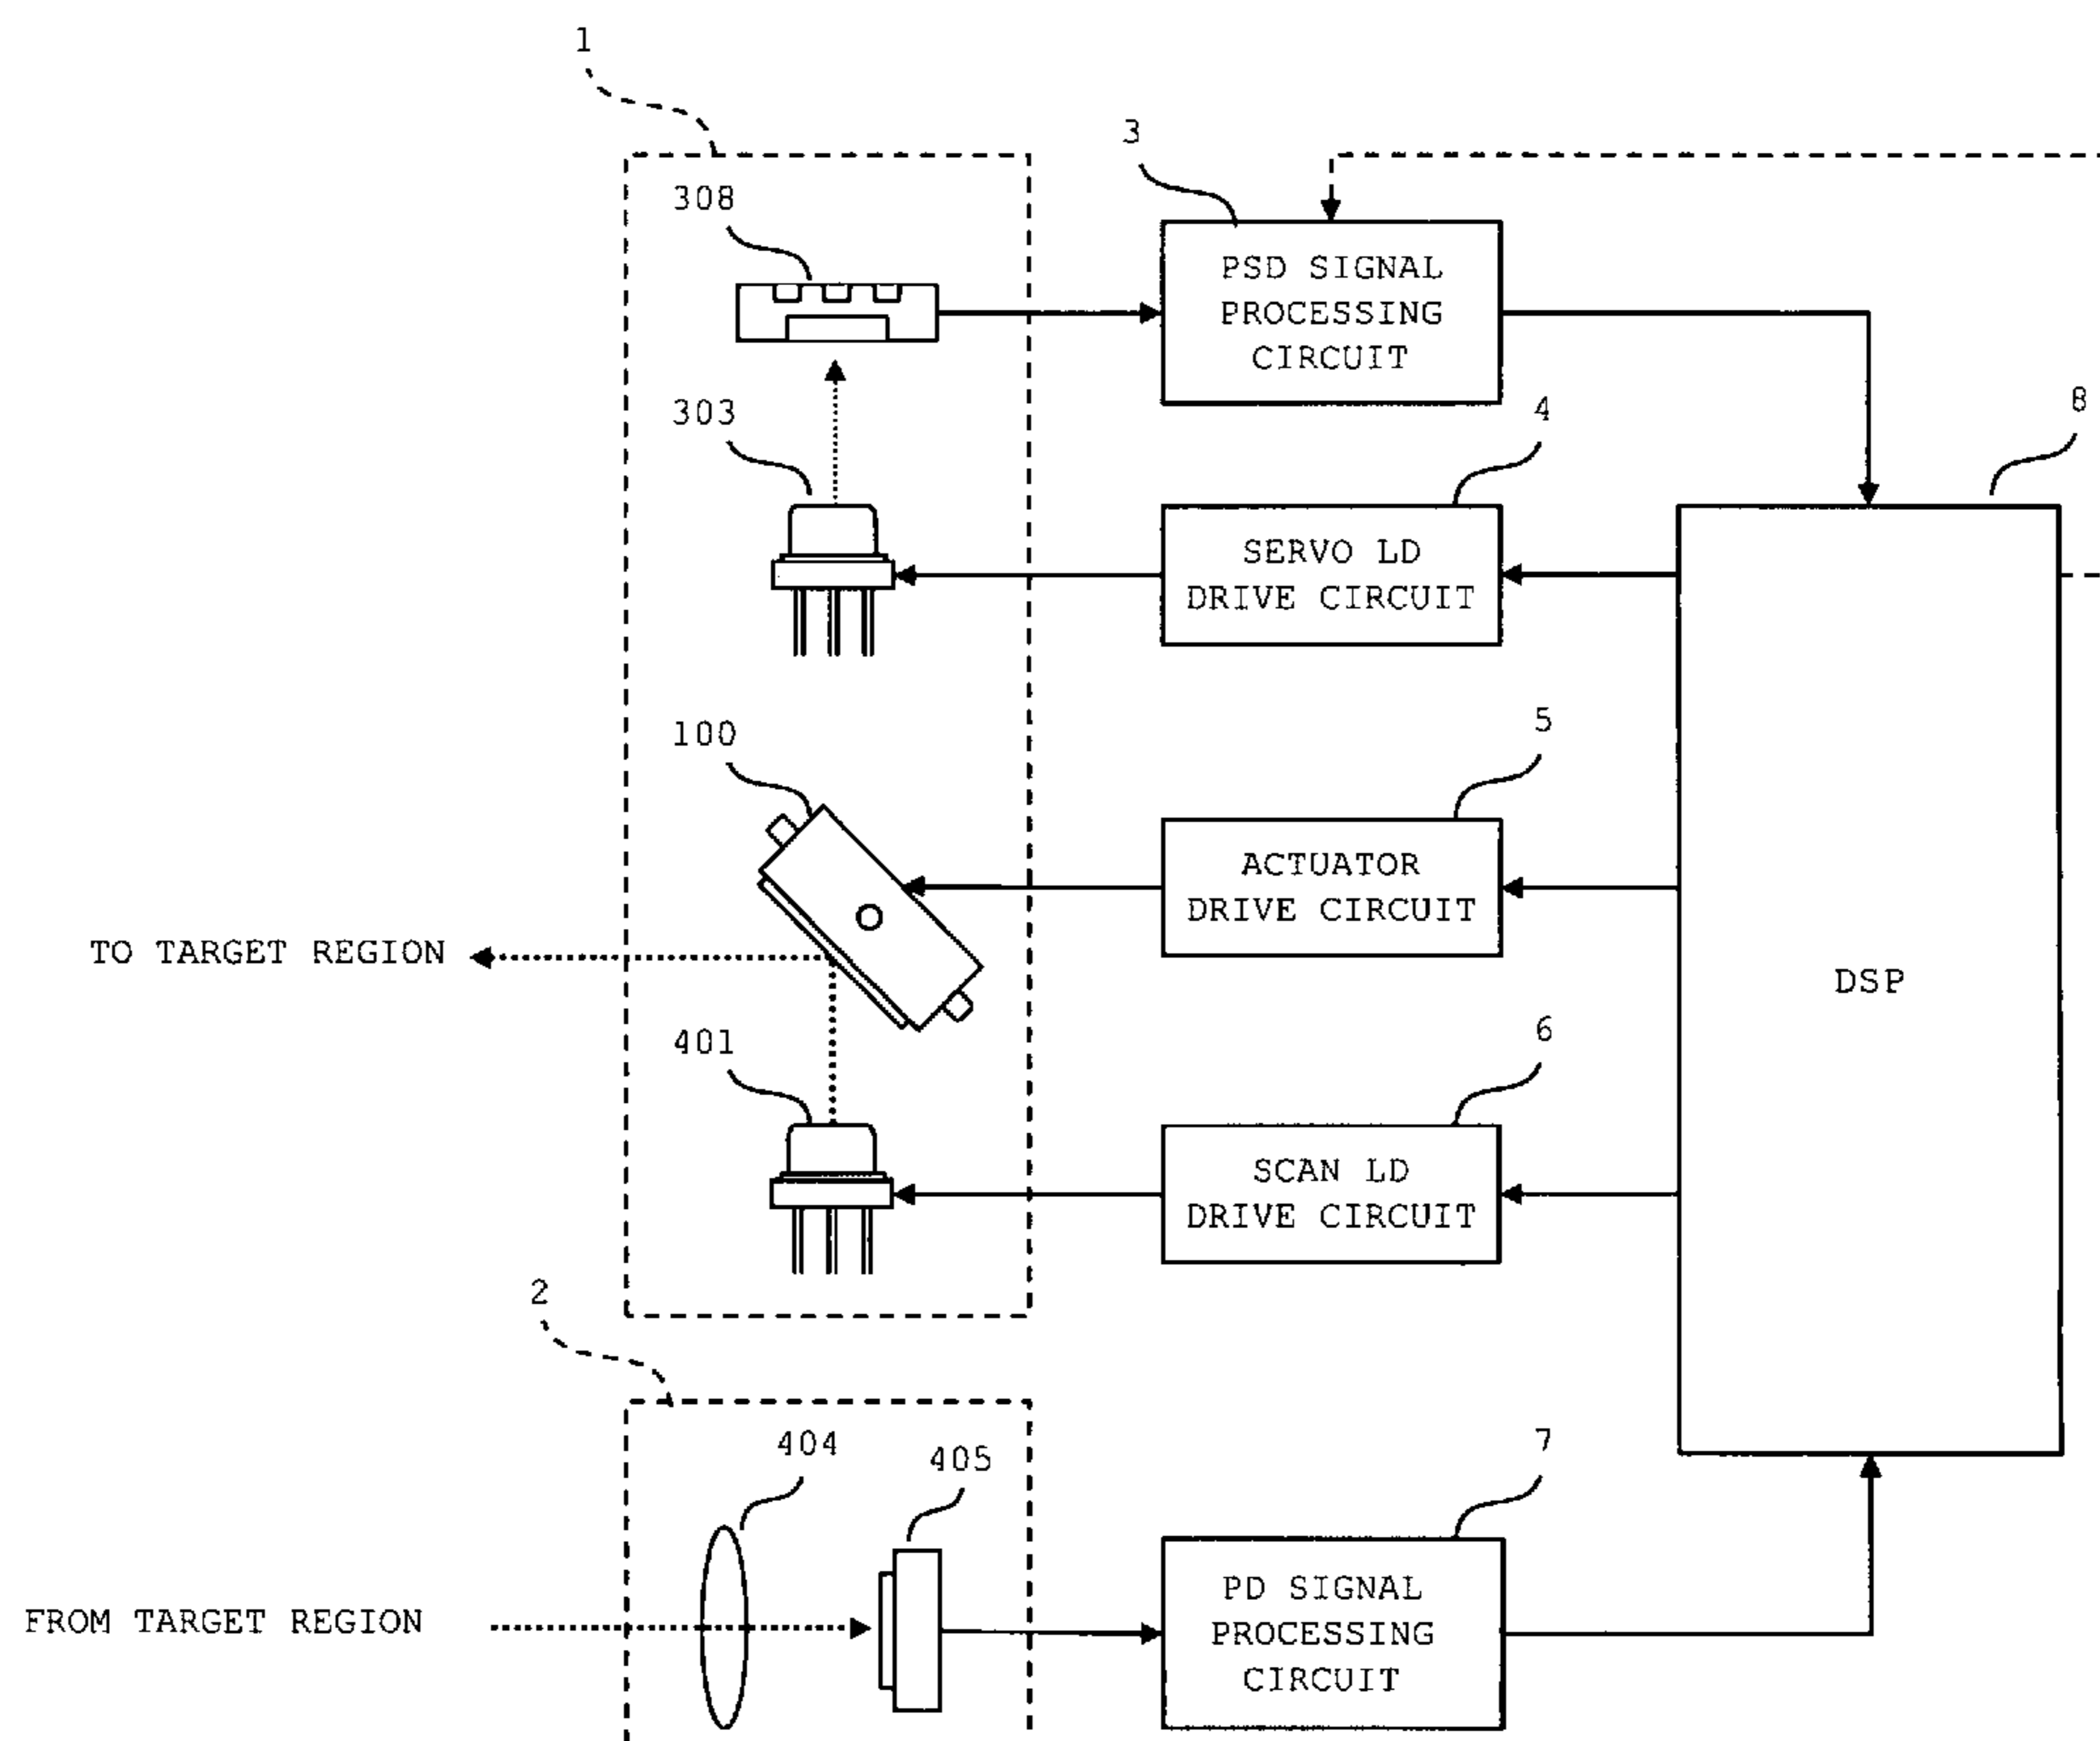 1
3
308
PSD SIGNAL
PROCESSING
CIRCUIT
303
4
8
SERVO LD
DRIVE CIRCUIT
100
5
ACTUATOR
DRIVE CIRCUIT
TO TARGET REGION
DSP
401
6
SCAN LD
DRIVE CIRCUIT
2
404
405
7
PD SIGNAL
PROCESSING
CIRCUIT
FROM TARGET REGION